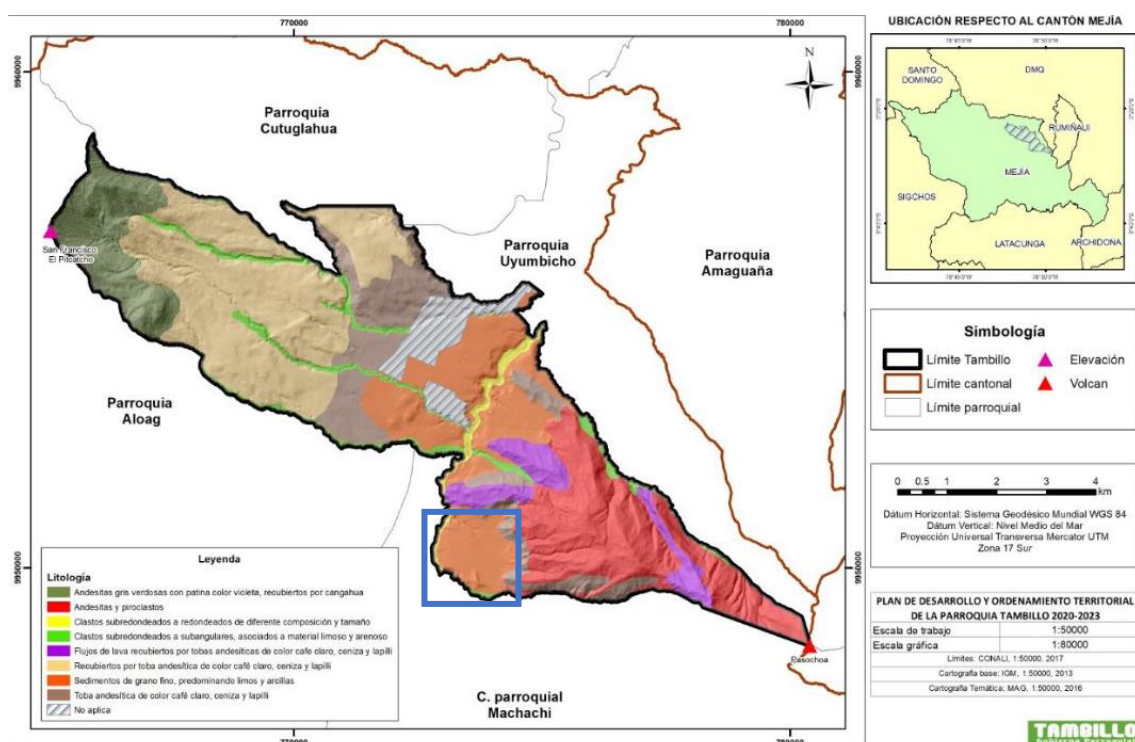 770000
780000
9960000
9960000
N
Parroquia
Cutuglahua
San Francisco
El Pitcatcho
Parroquia
Uyumbicho
Parroquia
Amaguaña
Parroquia
Aloag
9950000
9950000
Pasochoa
C. parroquial
Machachi
770000
780000
Leyenda
Litología
Andesitas gris verdosas con patina color violeta, recubiertos por cangahua
Andesitas y piroclastos
Clastos subredondeados a redondeados de diferente composición y tamaño
Clastos subredondeados a subangulares, asociados a material limoso y arenoso
Flujos de lava recubiertos por tobas andesíticas de color cafe claro, ceniza y lapilli
Recubiertos por toba andesítica de color café claro, ceniza y lapilli
Sedimentos de grano fino, predominando limos y arcillas
Toba andesítica de color café claro, ceniza y lapilli
No aplica
UBICACIÓN RESPECTO AL CANTÓN MEJÍA
SANTO
DOMINGO
DMQ
RUMIÑAUI
MEJÍA
SIGCHOS
LATACUNGA
ARCHIDONA
Simbología
Límite Tambillo
Elevación
Límite cantonal
Volcan
Límite parroquial
0 0.5 1 2 3 4
km
Dátum Horizontal: Sistema Geodésico Mundial WGS 84
Dátum Vertical: Nivel Medio del Mar
Proyección Universal Transversa Mercator UTM
Zona 17 Sur
PLAN DE DESARROLLO Y ORDENAMIENTO TERRITORIAL
DE LA PARROQUIA TAMBILLO 2020-2023
Escala de trabajo 1:50000
Escala gráfica 1:80000
Límites: CONALI, 1:50000, 2017
Cartografía base: IGM, 1:50000, 2013
Cartografía Temática: MAG, 1:50000, 2016
TAMBILLO